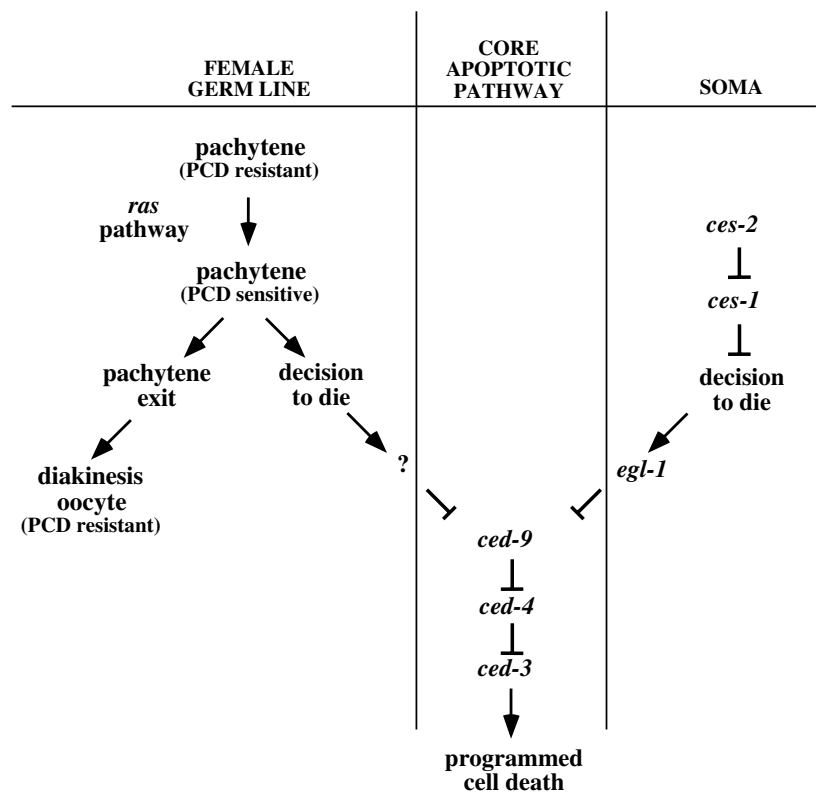 FEMALE
GERM LINE
CORE
APOPTOTIC
PATHWAY
SOMA
pachytene
(PCD resistant)
ras
pathway
pachytene
(PCD sensitive)
pachytene
exit
decision
to die
diakinesis
oocyte
(PCD resistant)
?
ces-2
ces-1
decision
to die
egl-1
ced-9
ced-4
ced-3
programmed
cell death